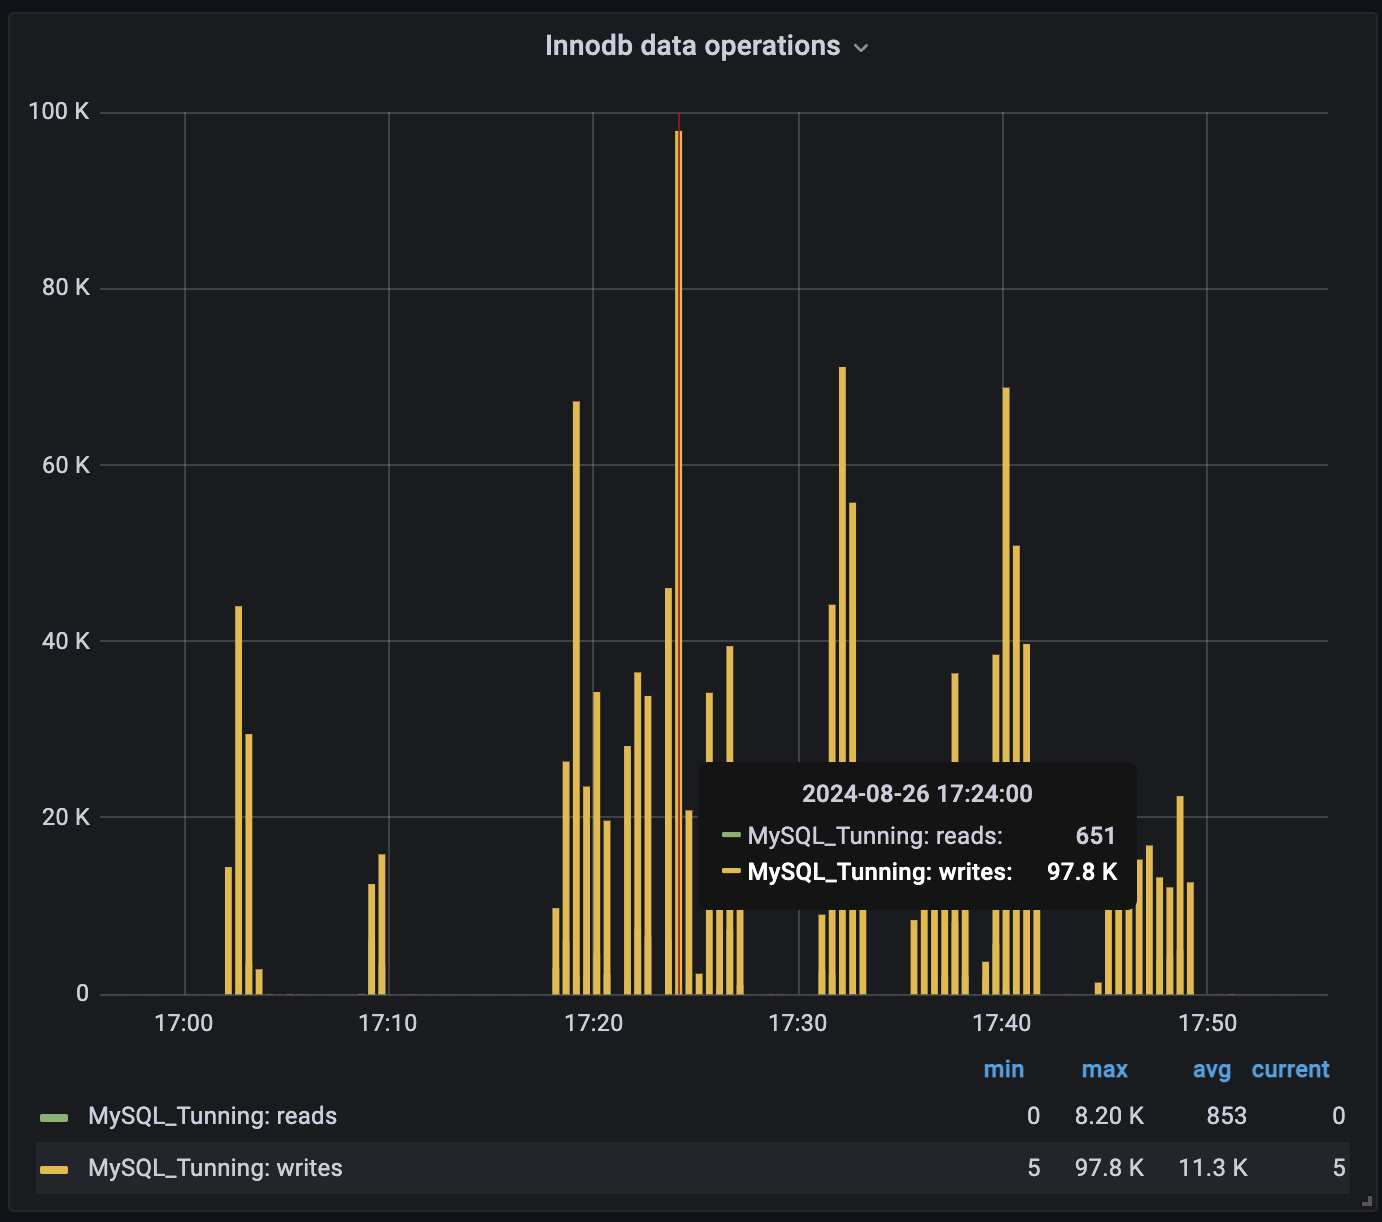 Innodb data operations
100 K
80 K
60 K
40 K
20 K
0
2024-08-26 17:24:00
MySQL_Tunning: reads: 651
MySQL_Tunning: writes: 97.8 K
17:00 17:10 17:20 17:30 17:40 17:50
min max avg current
MySQL_Tunning: reads 0 8.20 K 853 0
MySQL_Tunning: writes 5 97.8 K 11.3 K 5